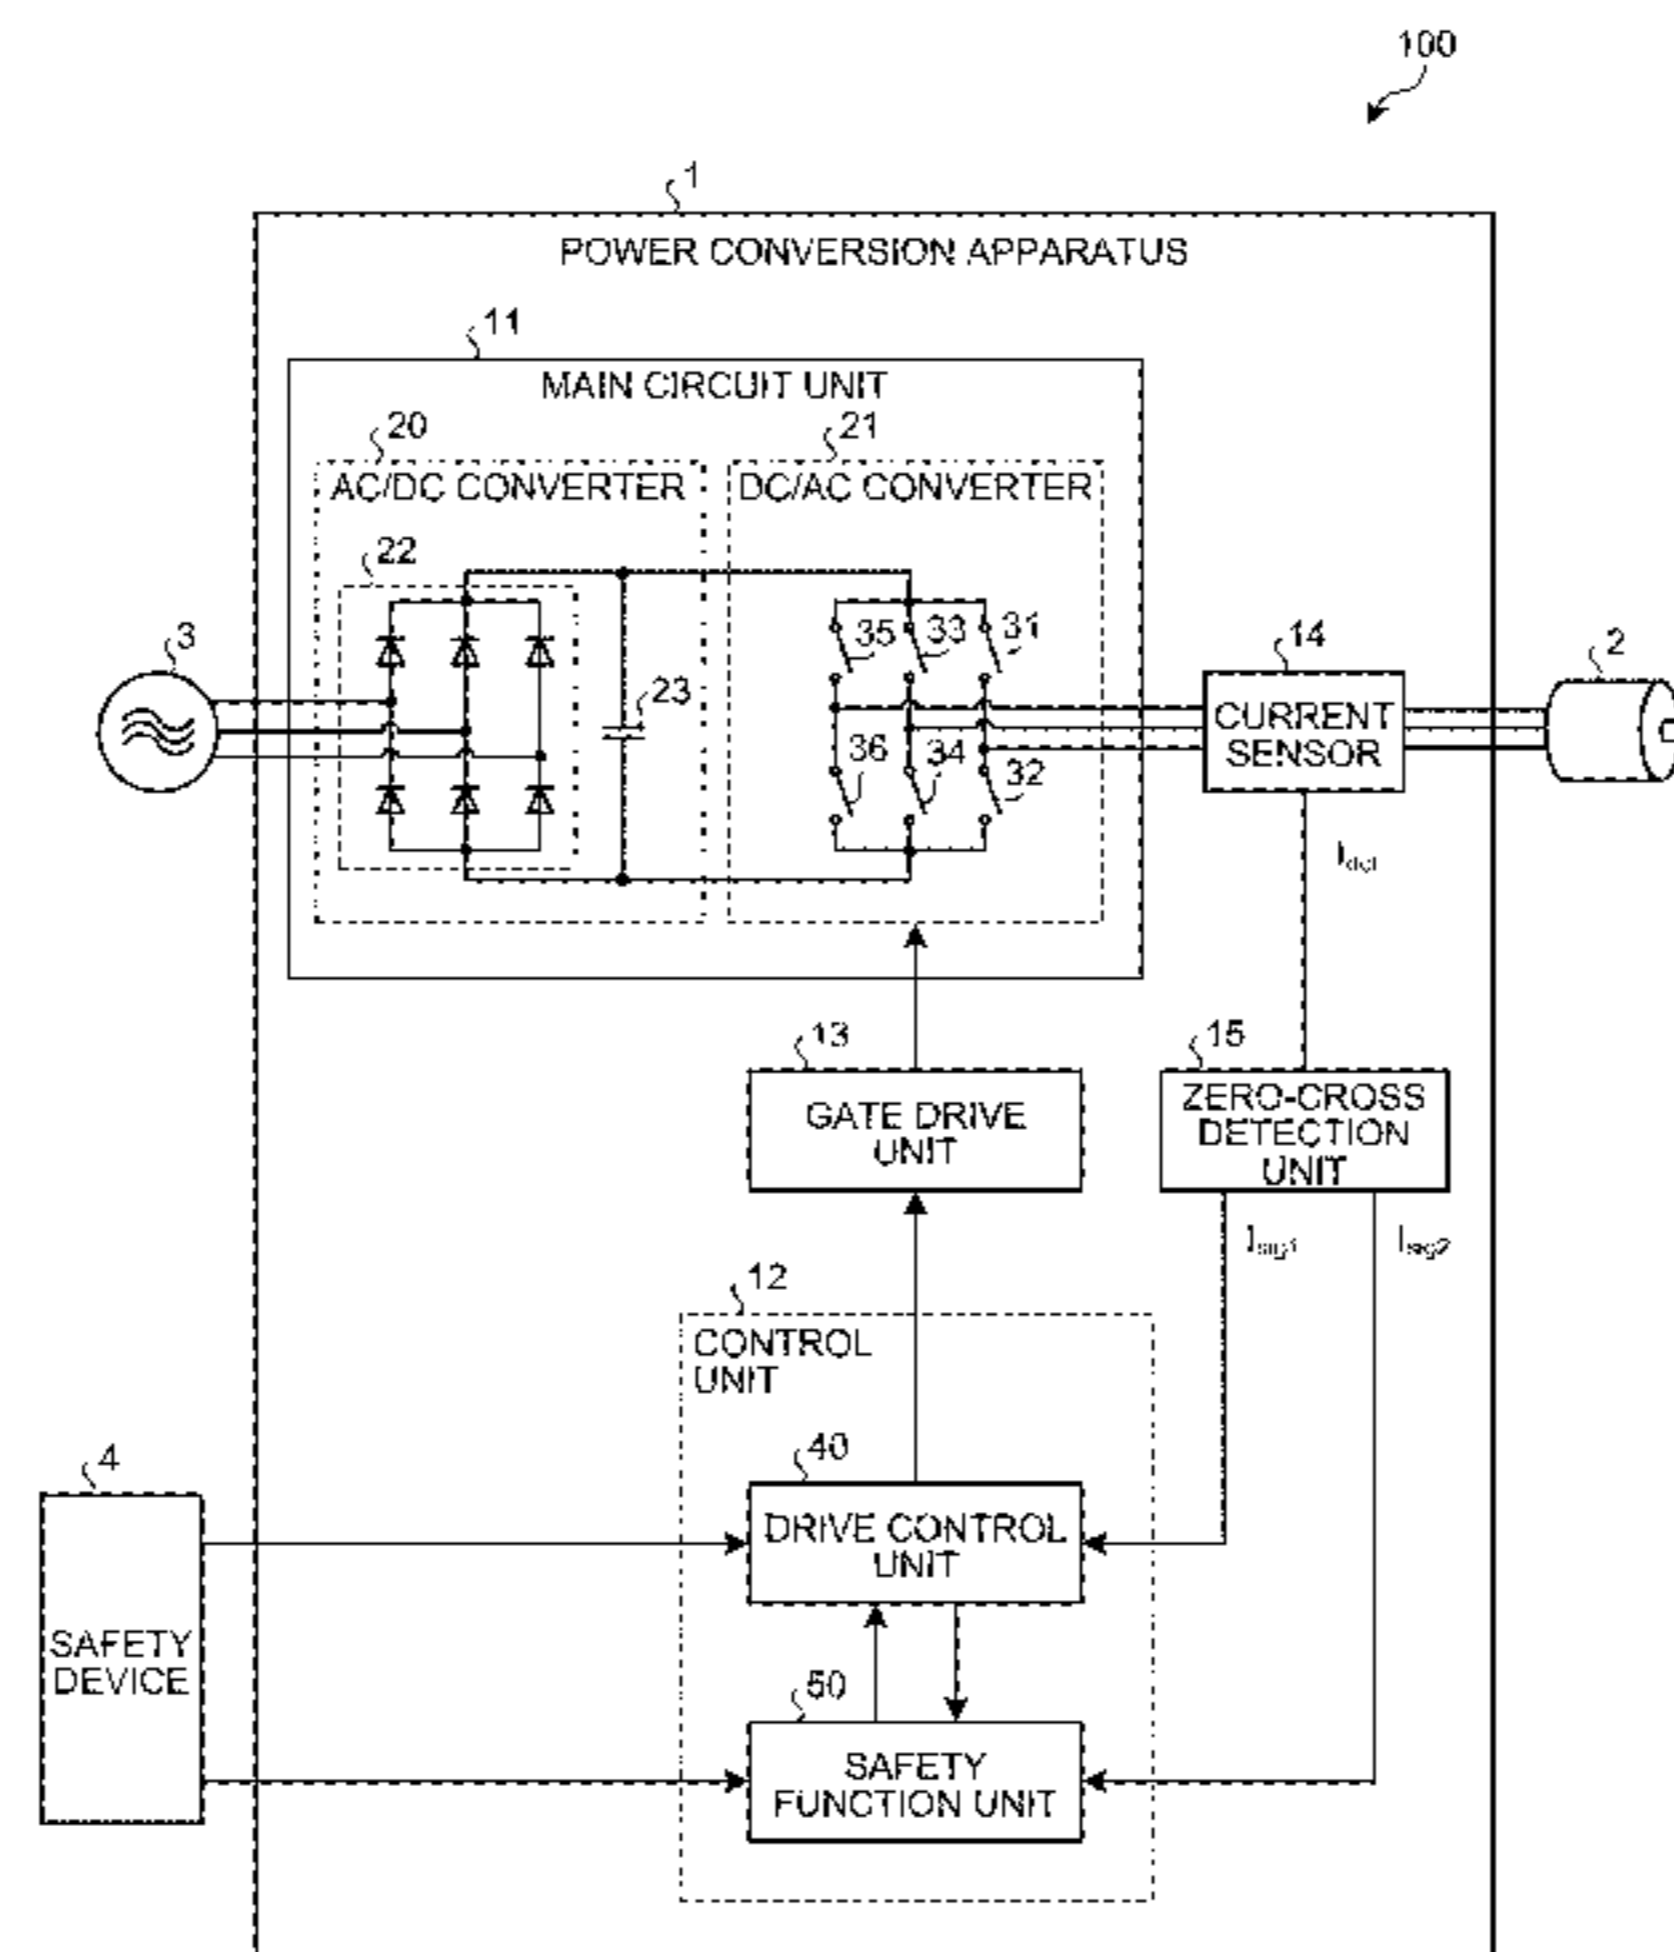 100
1
POWER CONVERSION APPARATUS
11
MAIN CIRCUIT UNIT
20
21
AC/DC CONVERTER
DC/AC CONVERTER
22
3
35
33
31
14
2
23
CURRENT
SENSOR
36
34
32
13
15
GATE DRIVE
UNIT
ZERO-CROSS
DETECTION
UNIT
Isig1
Isig2
12
CONTROL
UNIT
4
40
DRIVE CONTROL
UNIT
SAFETY
DEVICE
50
SAFETY
FUNCTION UNIT